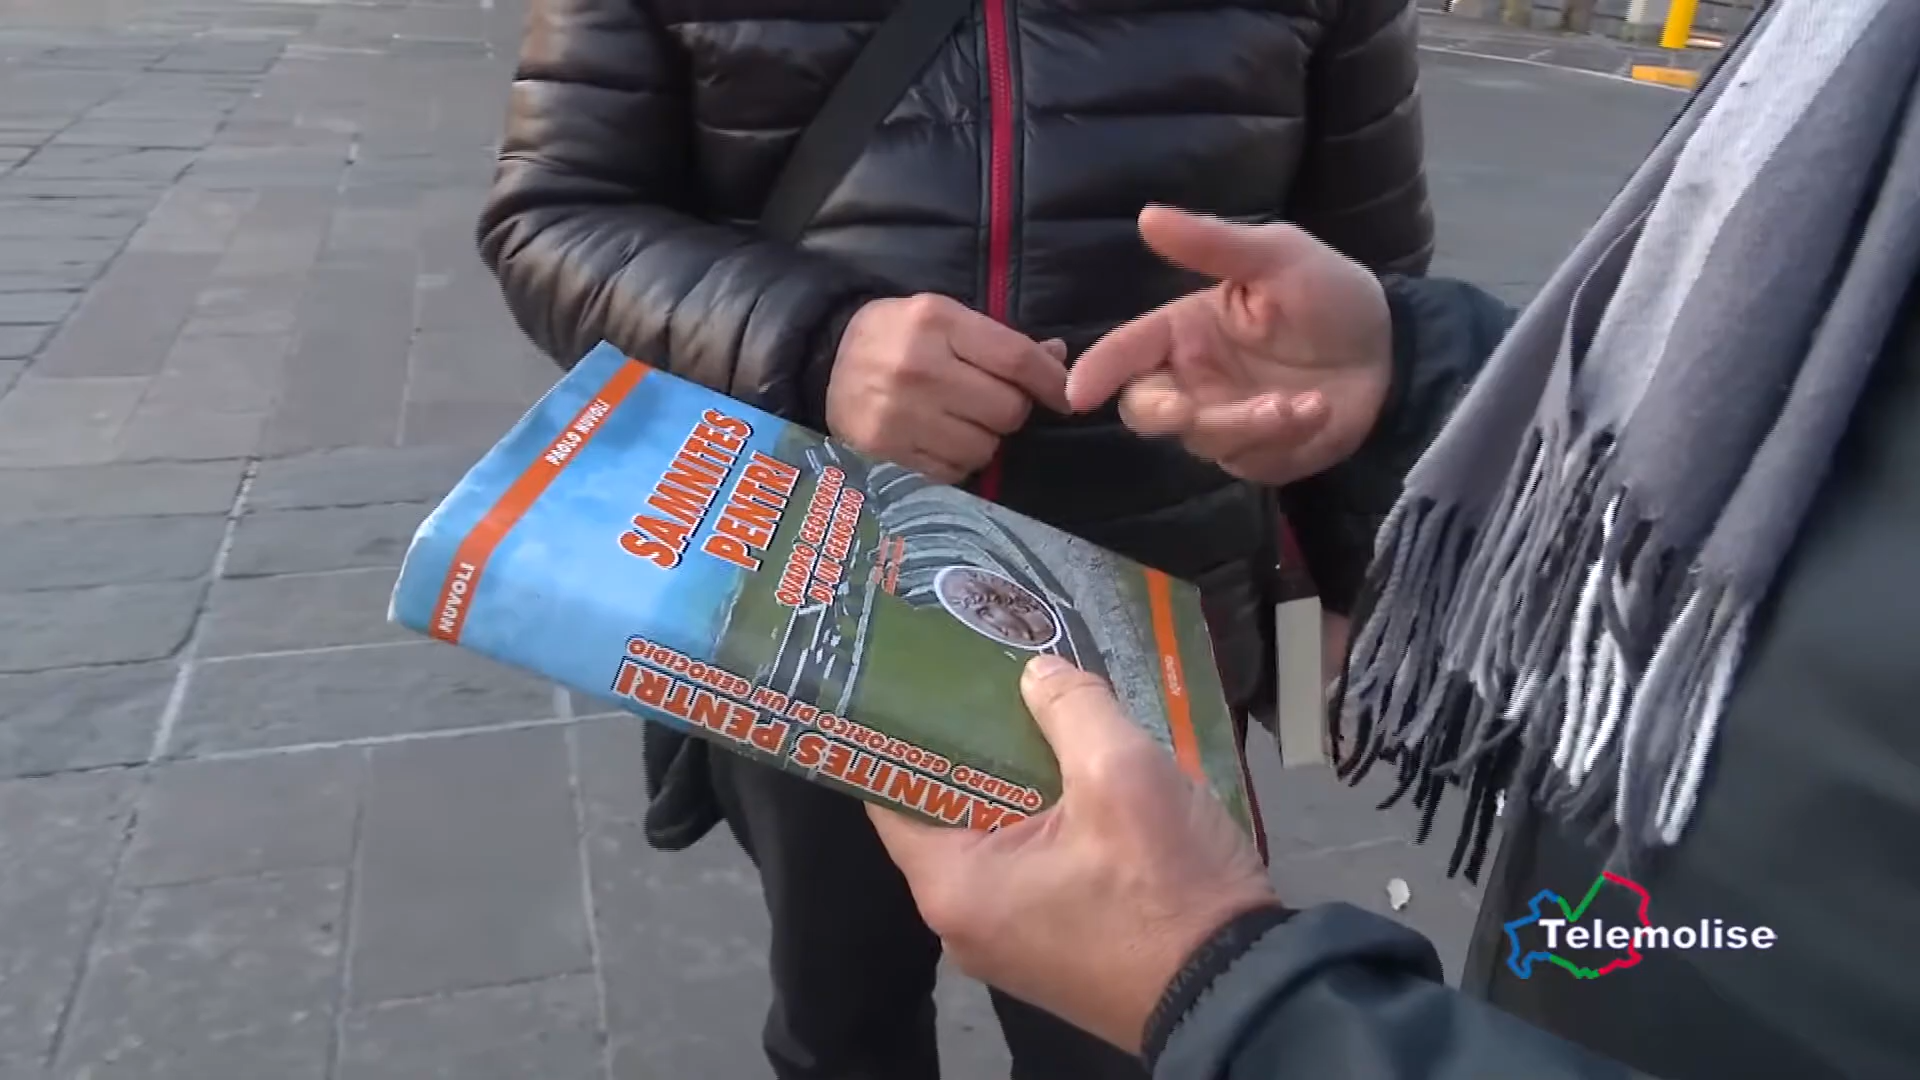 PAOLO NUVOLI
SAMNITES
PENTRI
QUADRO GEOSTORICO
DI UN GENOCIDIO
NUVOLI
SAMNITES PENTRI
QUADRO GEOSTORICO DI UN GENOCIDIO
Telemolise